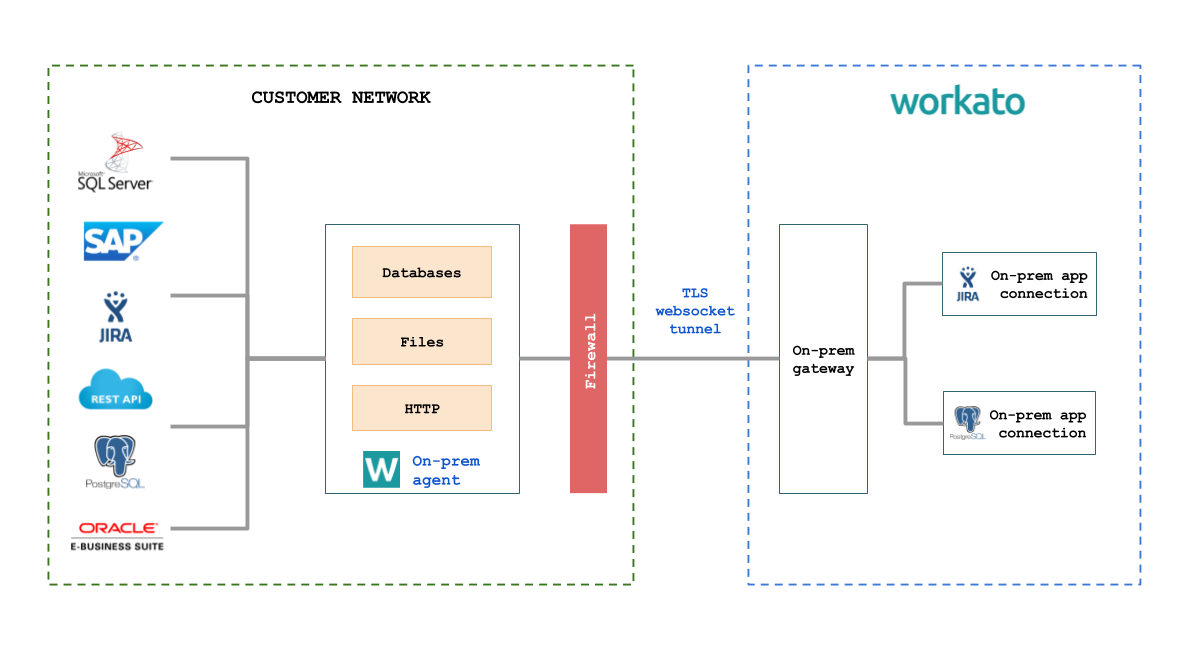 CUSTOMER NETWORK
workato
Microsoft®
SQL Server®
SAP®
JIRA
REST API
PostgreSQL
ORACLE®
E-BUSINESS SUITE
Databases
Files
HTTP
W
On-prem
agent
Firewall
TLS
websocket
tunnel
On-prem
gateway
JIRA
On-prem app
connection
PostgreSQL
On-prem app
connection